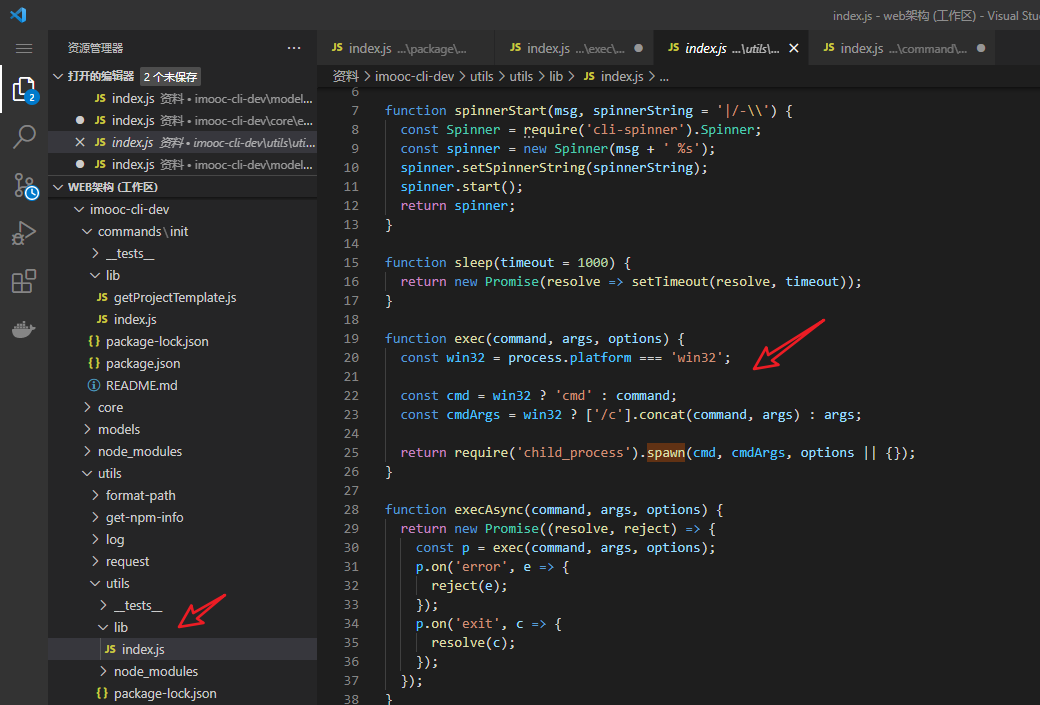 index.js - web架构 (工作区) - Visual Stu
资源管理器
打开的编辑器 2 个未保存
JS index.js 资料 • imooc-cli-dev\model...
JS index.js 资料 • imooc-cli-dev\core\e...
JS index.js 资料 • imooc-cli-dev\utils\uti...
JS index.js 资料 • imooc-cli-dev\model...
2
WEB架构 (工作区)
imooc-cli-dev
commands\init
__tests__
lib
JS getProjectTemplate.js
JS index.js
{} package-lock.json
{} package.json
README.md
core
models
node_modules
utils
format-path
get-npm-info
log
request
utils
__tests__
lib
JS index.js
node_modules
{} package-lock.json
JS index.js ...\package\...
JS index.js ...\exec\...
JS index.js ...\utils\...
JS index.js ...\command\...
资料 > imooc-cli-dev > utils > utils > lib > JS index.js > ...
6
7 function spinnerStart(msg, spinnerString = '|/-\\') {
8 const Spinner = require('cli-spinner').Spinner;
9 const spinner = new Spinner(msg + ' %s');
10 spinner.setSpinnerString(spinnerString);
11 spinner.start();
12 return spinner;
13 }
14
15 function sleep(timeout = 1000) {
16 return new Promise(resolve => setTimeout(resolve, timeout));
17 }
18
19 function exec(command, args, options) {
20 const win32 = process.platform === 'win32';
21
22 const cmd = win32 ? 'cmd' : command;
23 const cmdArgs = win32 ? ['/c'].concat(command, args) : args;
24
25 return require('child_process').spawn(cmd, cmdArgs, options || {});
26 }
27
28 function execAsync(command, args, options) {
29 return new Promise((resolve, reject) => {
30 const p = exec(command, args, options);
31 p.on('error', e => {
32 reject(e);
33 });
34 p.on('exit', c => {
35 resolve(c);
36 });
37 });
38 }